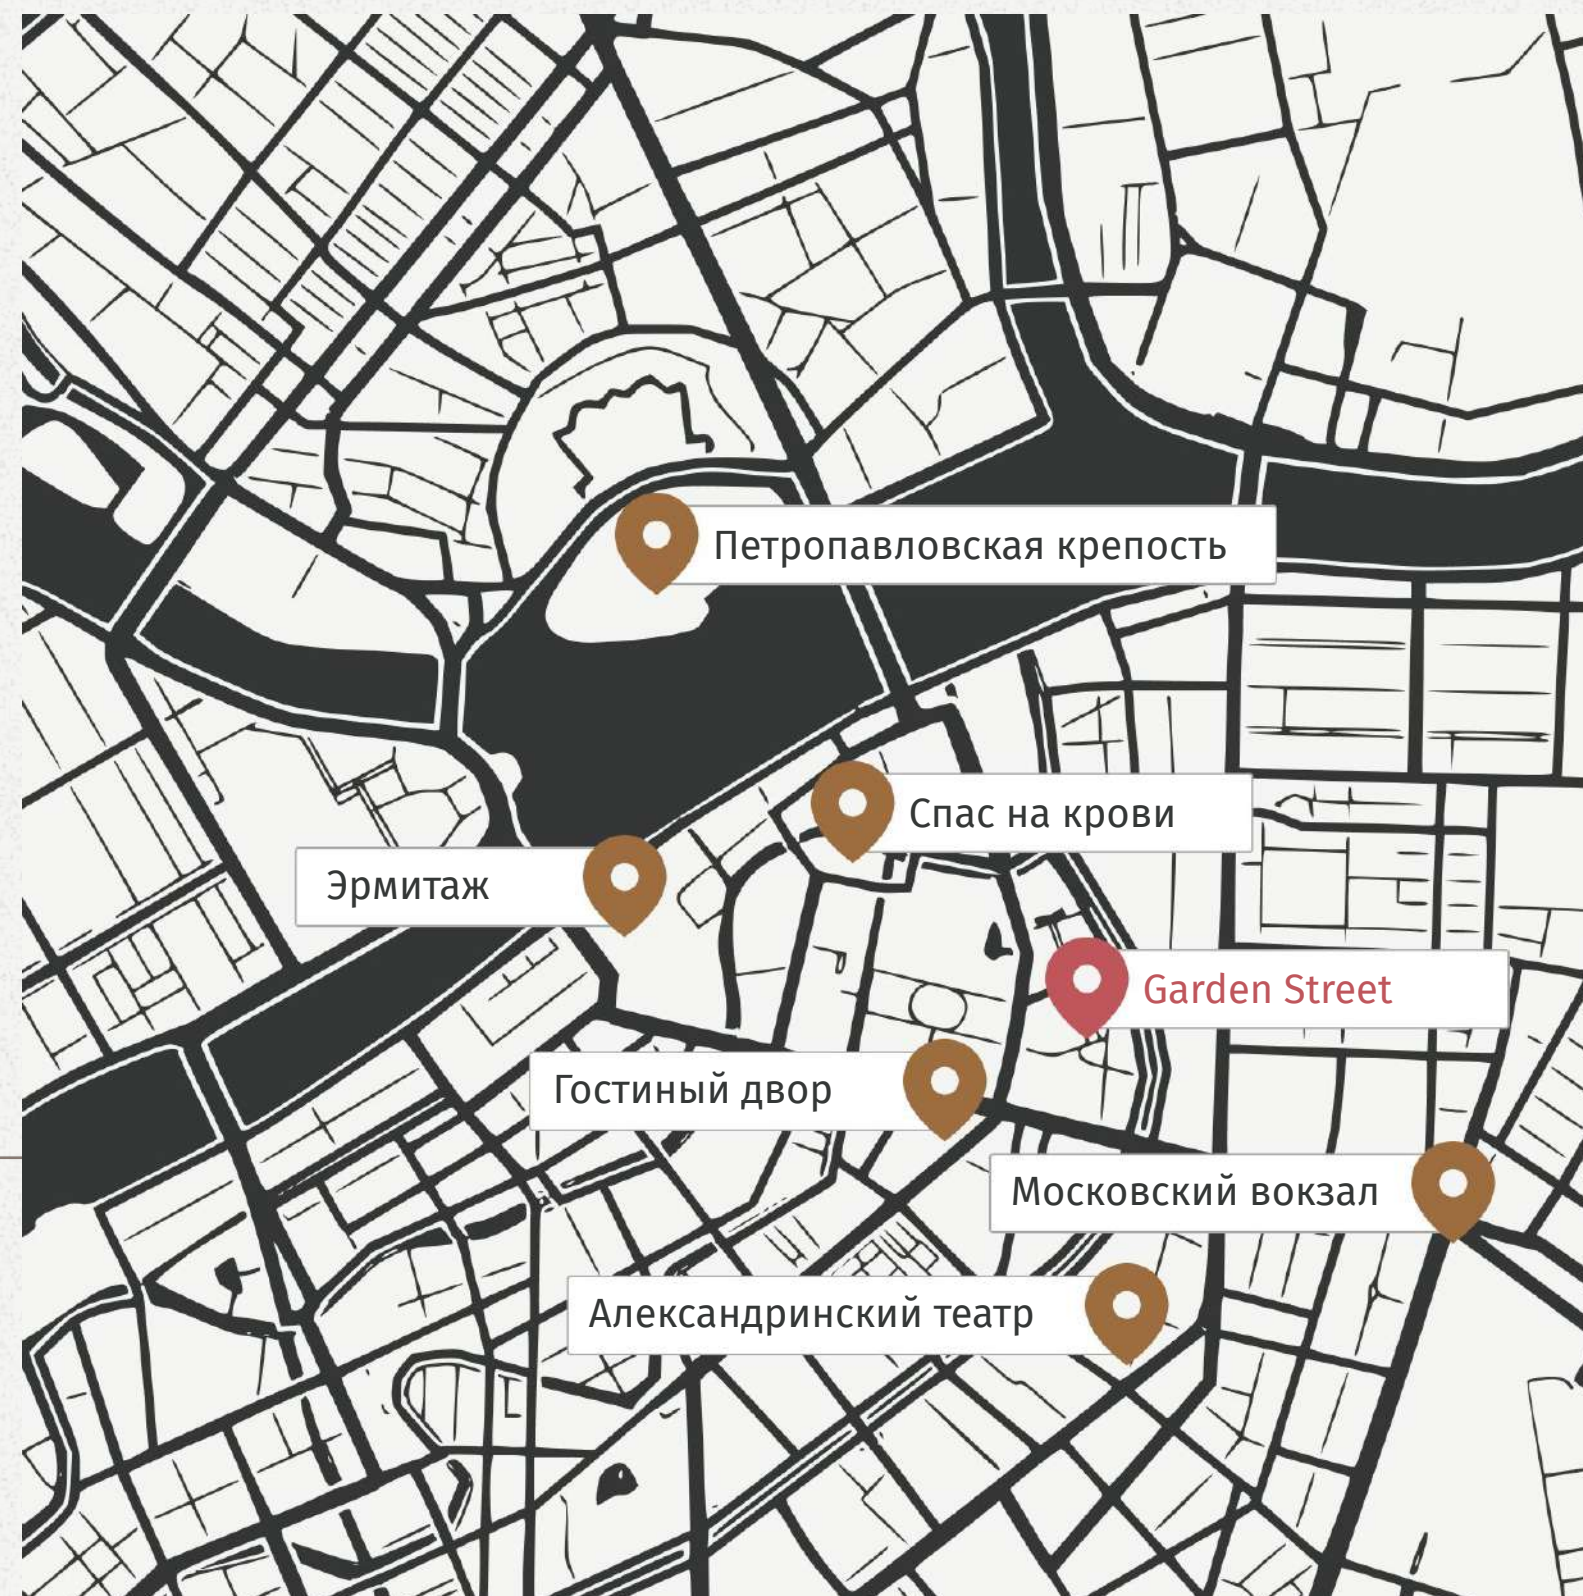 Петропавловская крепость
Спас на крови
Эрмитаж
Garden Street
Гостиный двор
Московский вокзал
Александринский театр